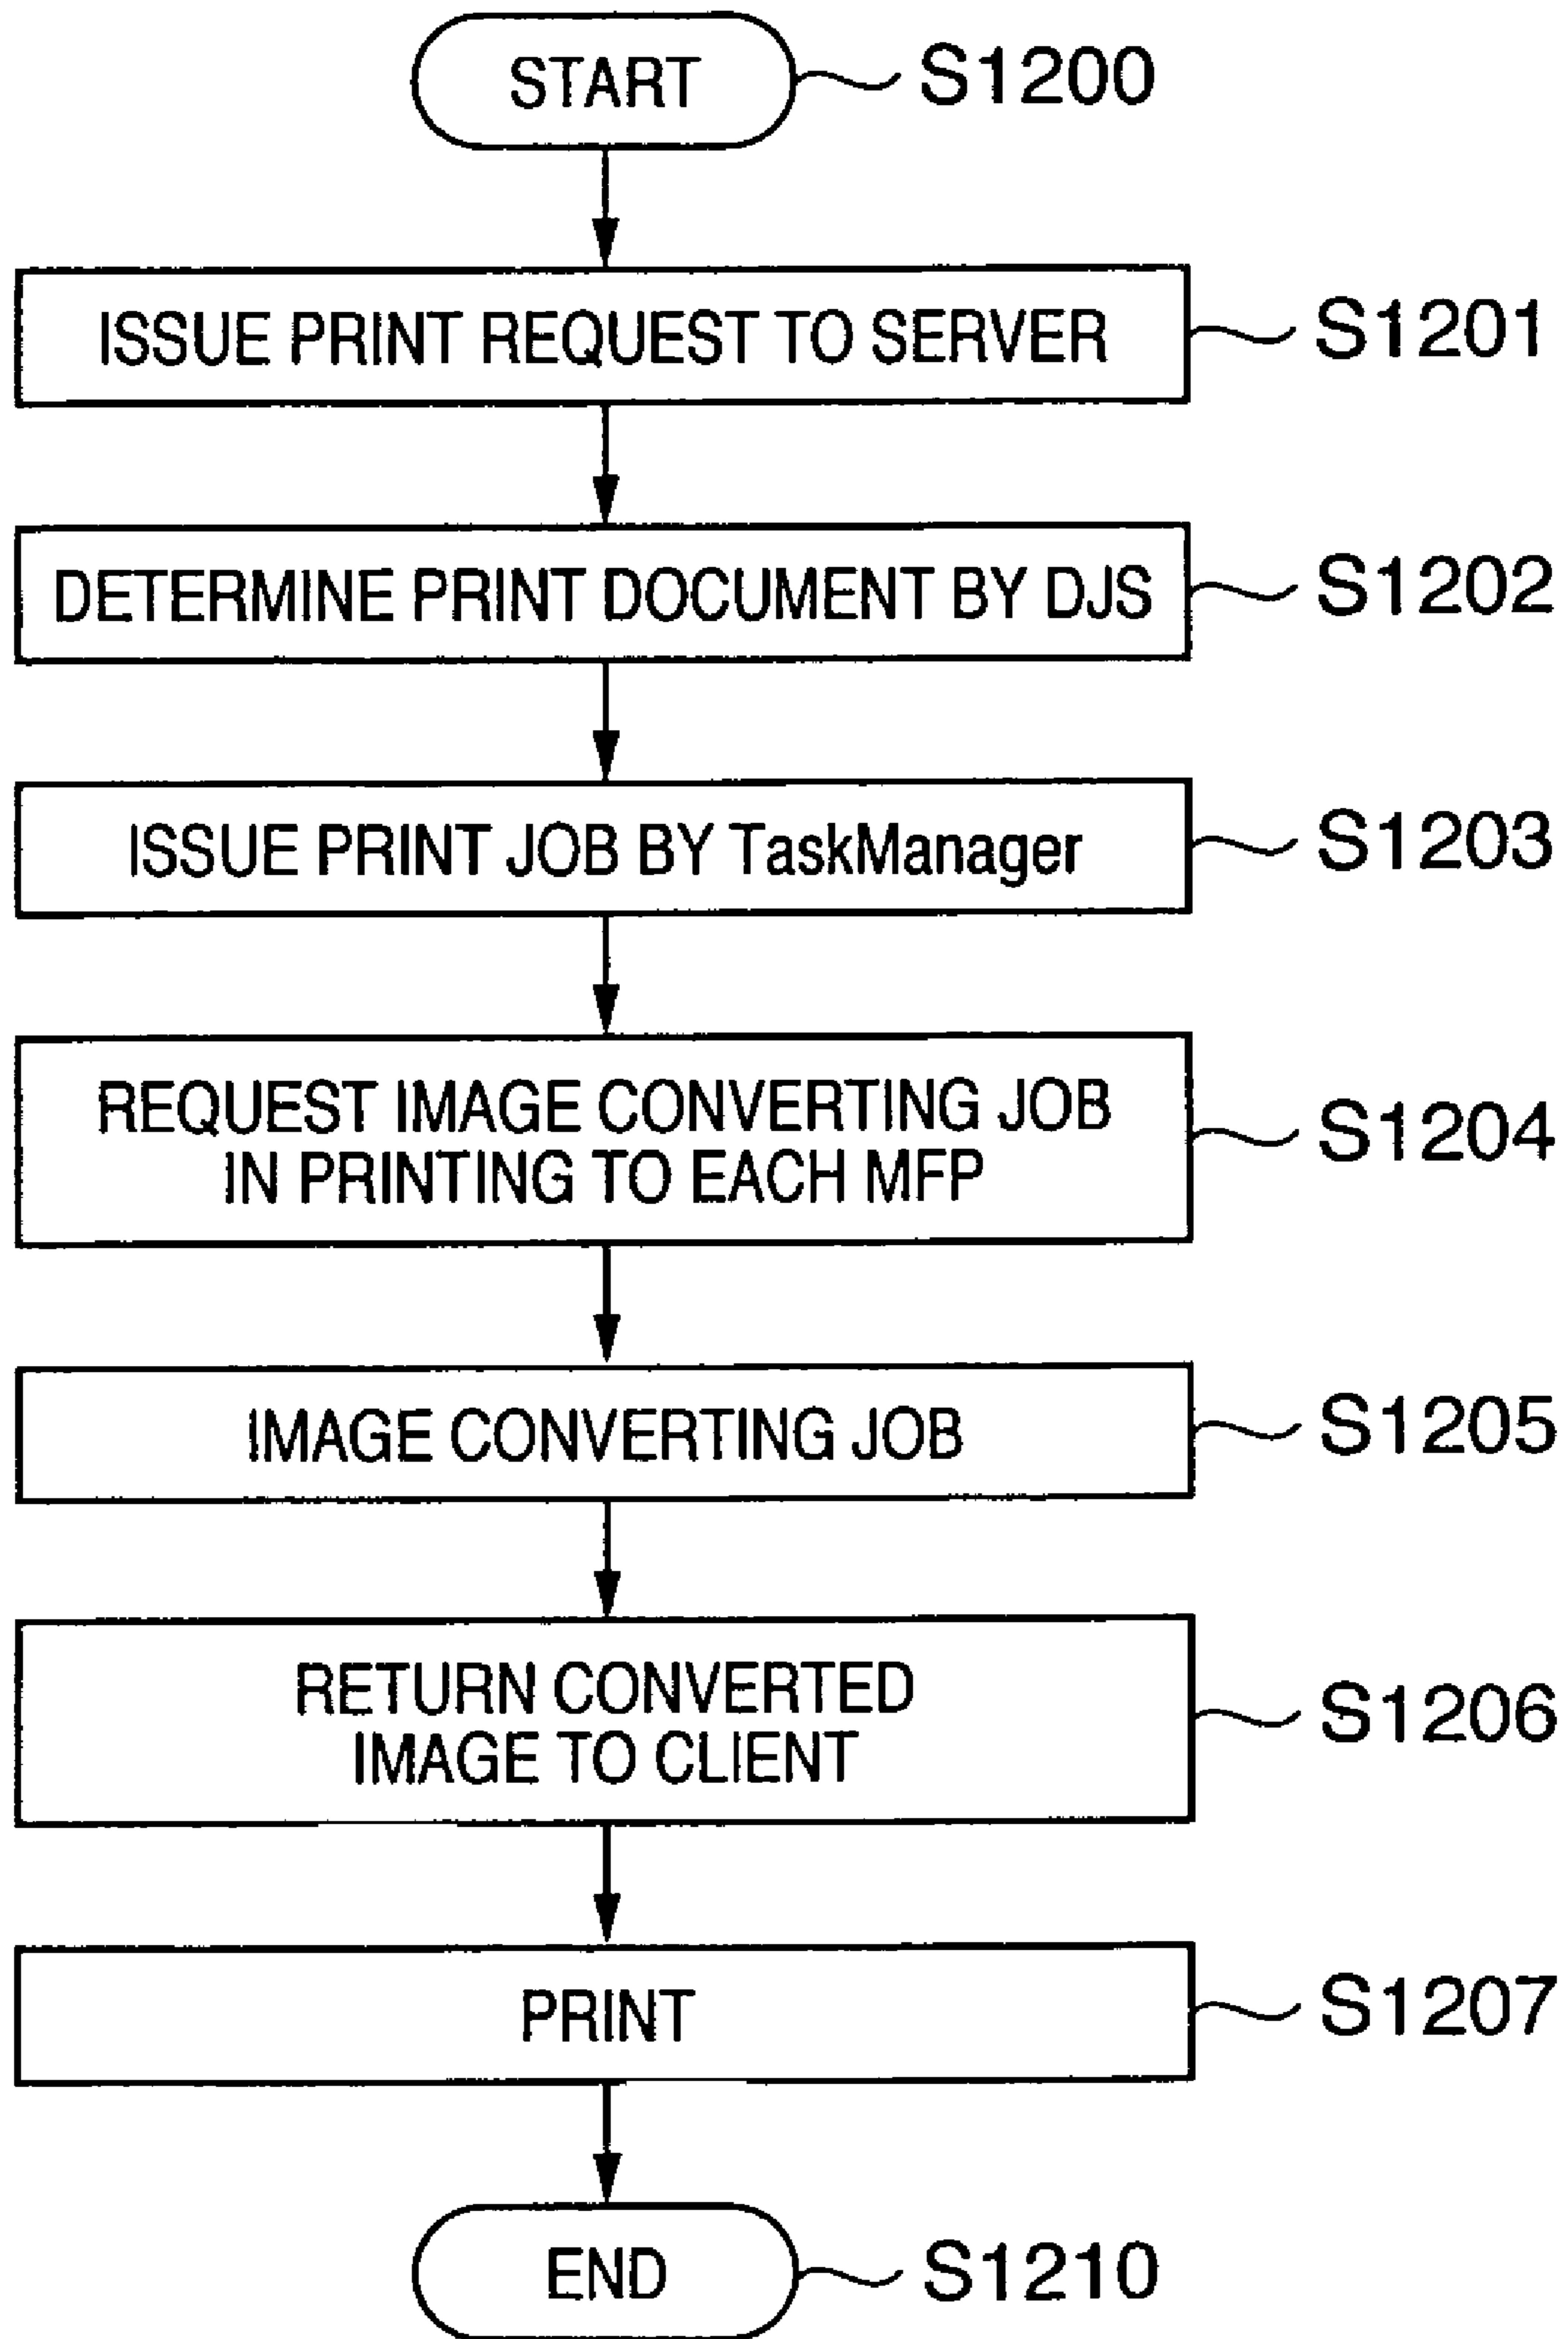 START
S1200
ISSUE PRINT REQUEST TO SERVER
S1201
DETERMINE PRINT DOCUMENT BY DJS
S1202
ISSUE PRINT JOB BY TaskManager
S1203
REQUEST IMAGE CONVERTING JOB
IN PRINTING TO EACH MFP
S1204
IMAGE CONVERTING JOB
S1205
RETURN CONVERTED
IMAGE TO CLIENT
S1206
PRINT
S1207
END
S1210